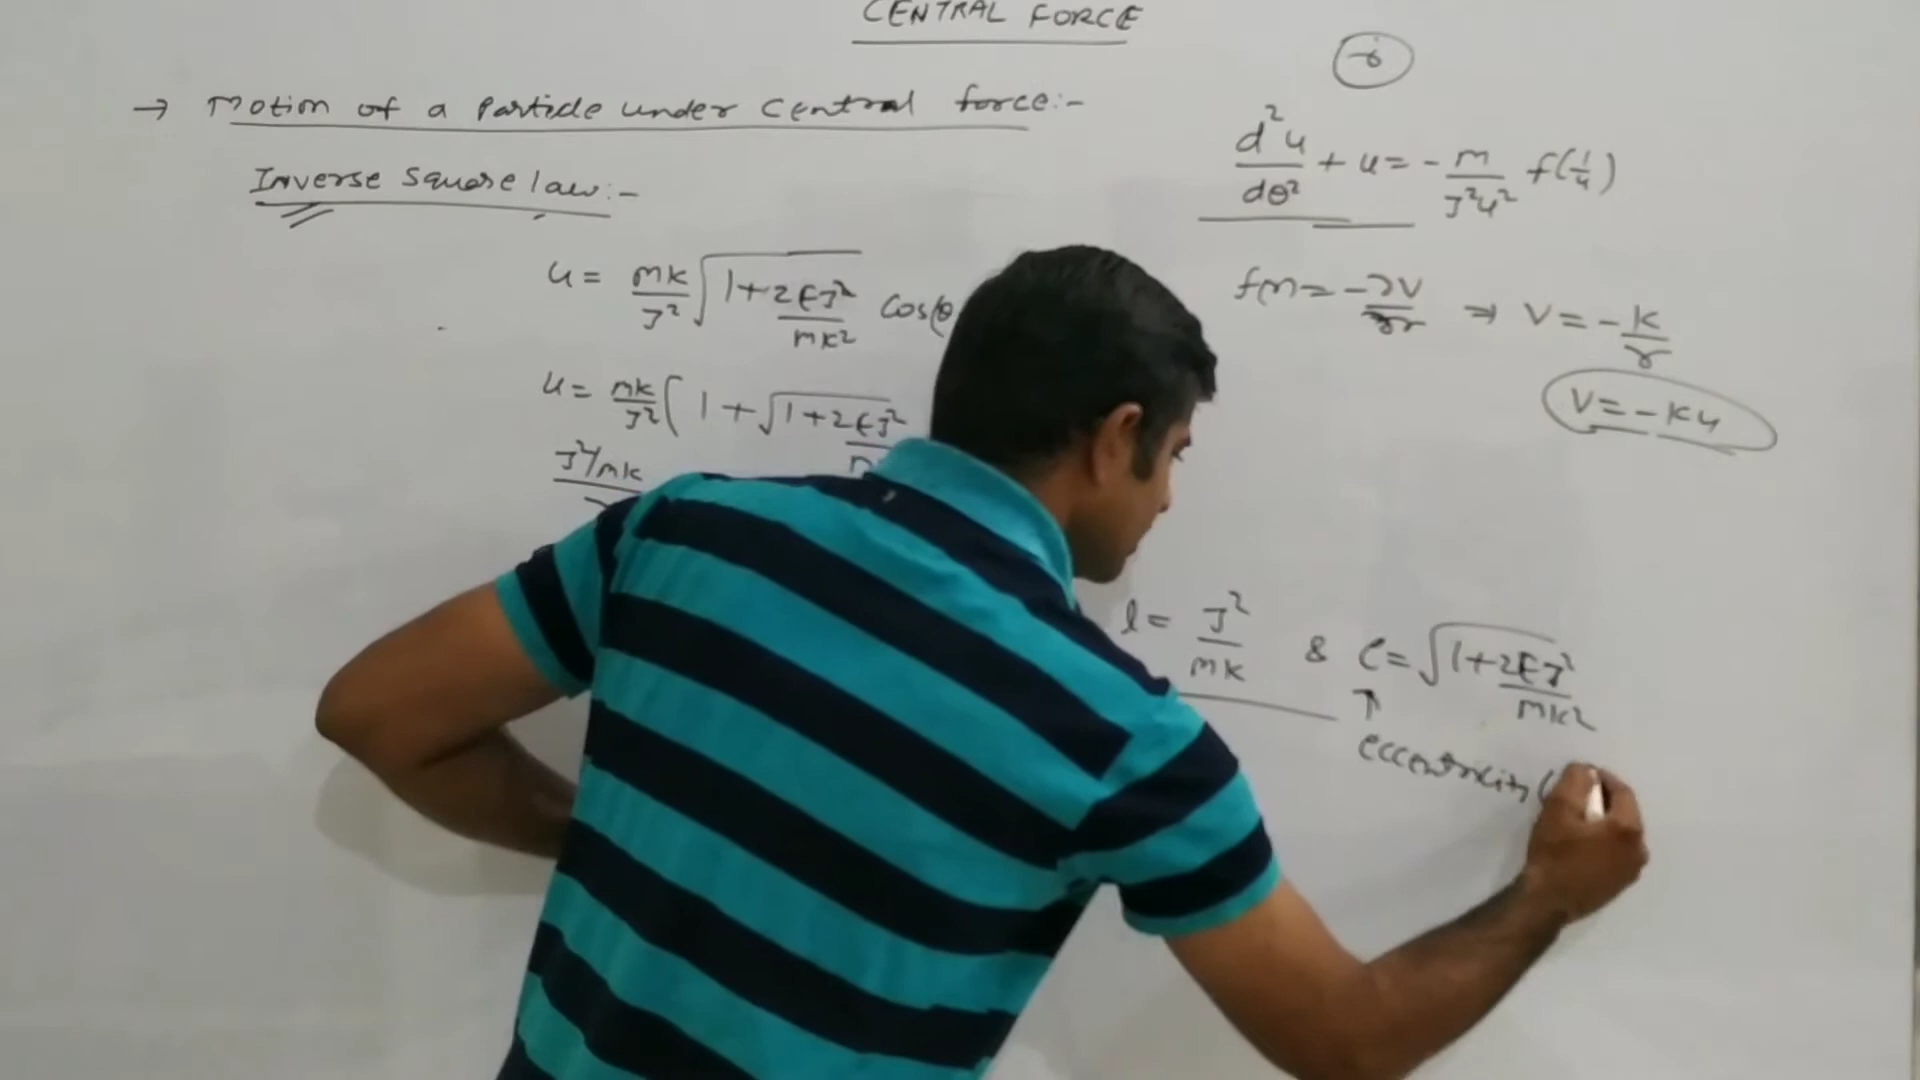 CENTRAL FORCE
-6
→ Motion of a Particle under Central force:-
Inverse square law:-
d²u/dθ² + u = - m/J²u² f(1/u)
u = mk/J² √(1+2EJ²/mk²) cos(θ
f(r) = -∂V/∂r ⇒ V = -k/r
V = -ku
u = mk/J² ( 1 + √(1+2EJ²
J²/mk
l = J²/mk & e = √(1+2EJ²/mk²)
↑
eccentricity (